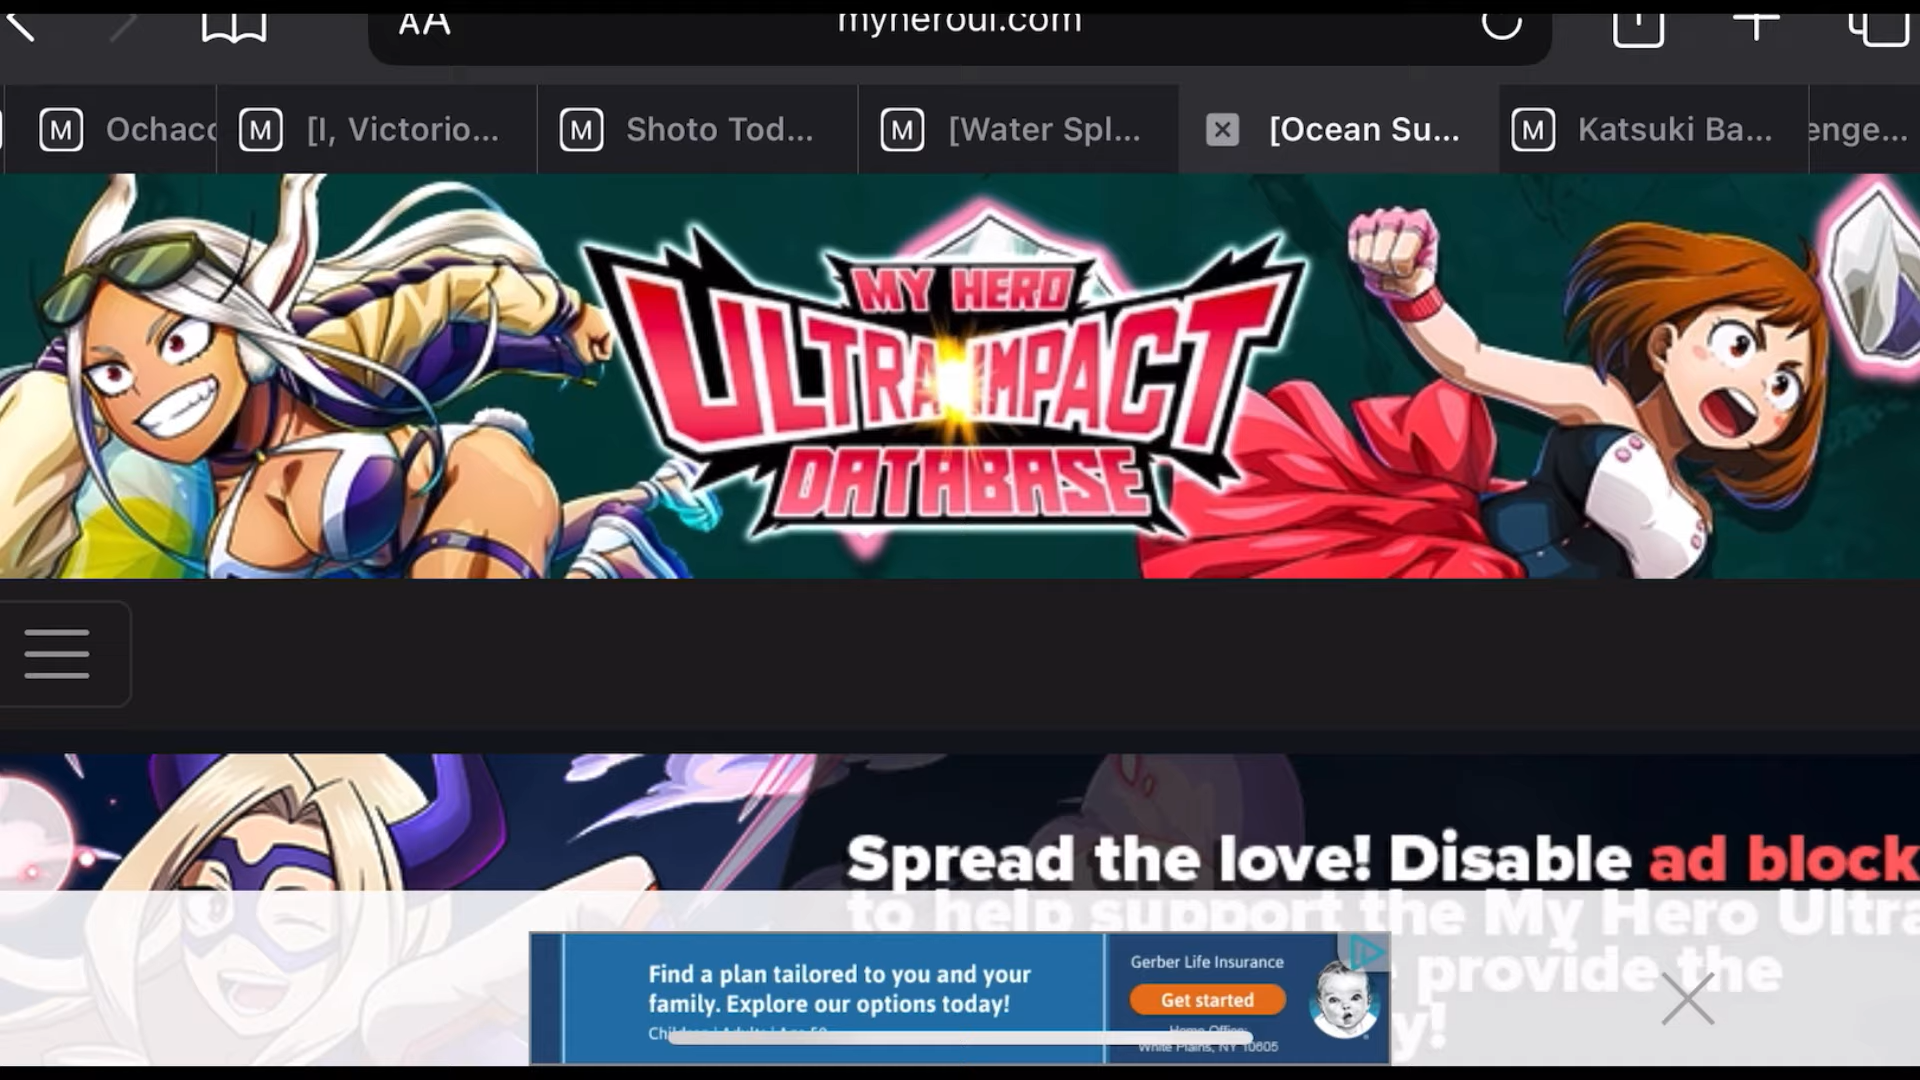 AA
myheroui.com
M Ochaco
M [I, Victorio...
M Shoto Tod...
M [Water Spl...
[Ocean Su...
M Katsuki Ba...
enge...
MY HERO
ULTRA IMPACT
DATABASE
Spread the love! Disable ad block
to help support the My Hero Ultra
provide the
y!
Find a plan tailored to you and your
family. Explore our options today!
Gerber Life Insurance
Get started
Home Office:
White Plains, NY 10605